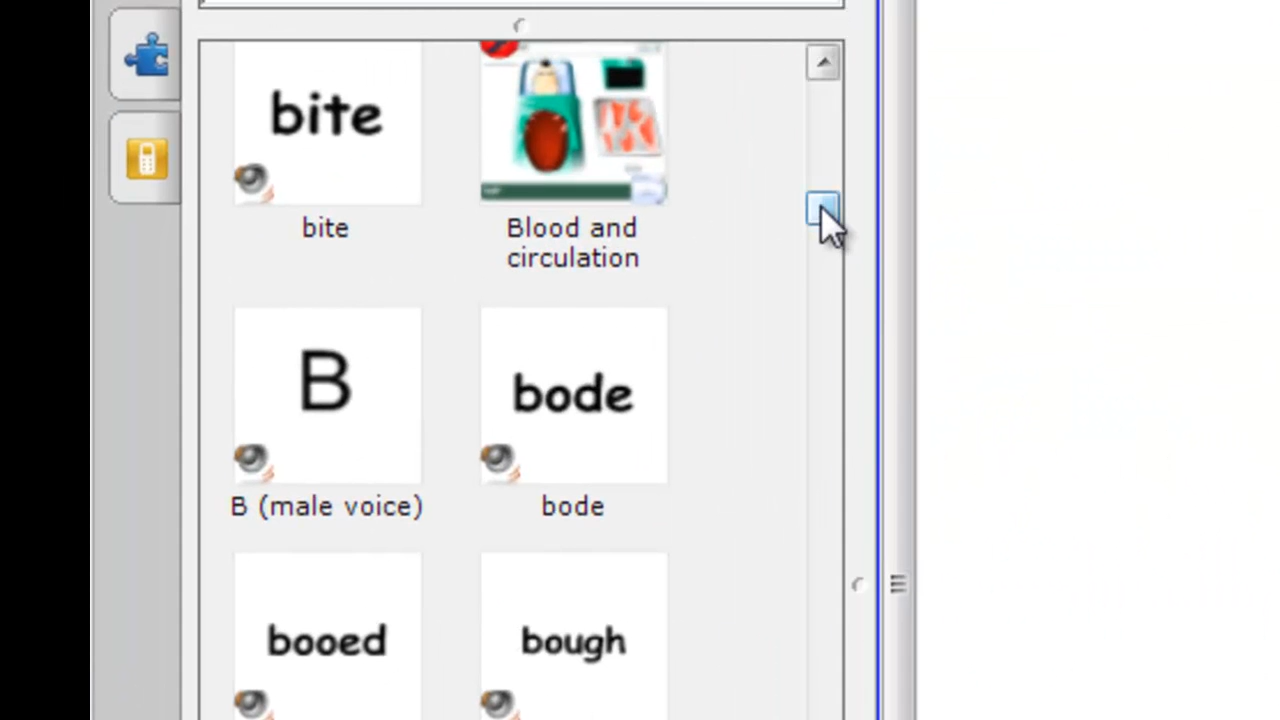 bite
bite
Blood and
circulation
B
bode
B (male voice)
bode
booed
bough